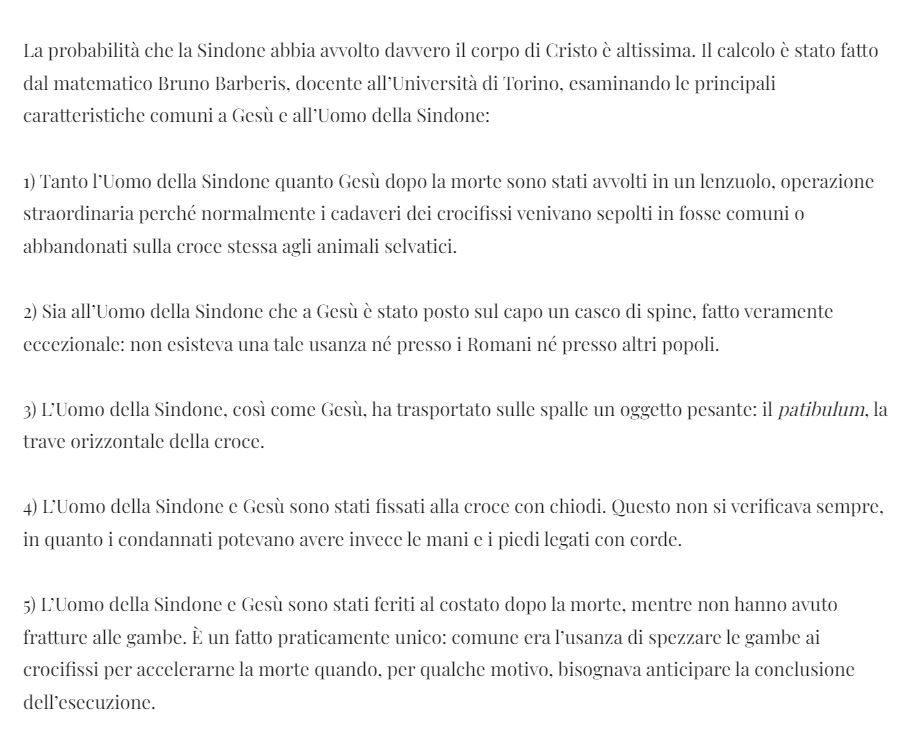 La probabilità che la Sindone abbia avvolto davvero il corpo di Cristo è altissima. Il calcolo è stato fatto
dal matematico Bruno Barberis, docente all’Università di Torino, esaminando le principali
caratteristiche comuni a Gesù e all’Uomo della Sindone:
1) Tanto l’Uomo della Sindone quanto Gesù dopo la morte sono stati avvolti in un lenzuolo, operazione
straordinaria perché normalmente i cadaveri dei crocifissi venivano sepolti in fosse comuni o
abbandonati sulla croce stessa agli animali selvatici.
2) Sia all’Uomo della Sindone che a Gesù è stato posto sul capo un casco di spine, fatto veramente
eccezionale: non esisteva una tale usanza né presso i Romani né presso altri popoli.
3) L’Uomo della Sindone, così come Gesù, ha trasportato sulle spalle un oggetto pesante: il patibulum, la
trave orizzontale della croce.
4) L’Uomo della Sindone e Gesù sono stati fissati alla croce con chiodi. Questo non si verificava sempre,
in quanto i condannati potevano avere invece le mani e i piedi legati con corde.
5) L’Uomo della Sindone e Gesù sono stati feriti al costato dopo la morte, mentre non hanno avuto
fratture alle gambe. È un fatto praticamente unico: comune era l’usanza di spezzare le gambe ai
crocifissi per accelerarne la morte quando, per qualche motivo, bisognava anticipare la conclusione
dell’esecuzione.